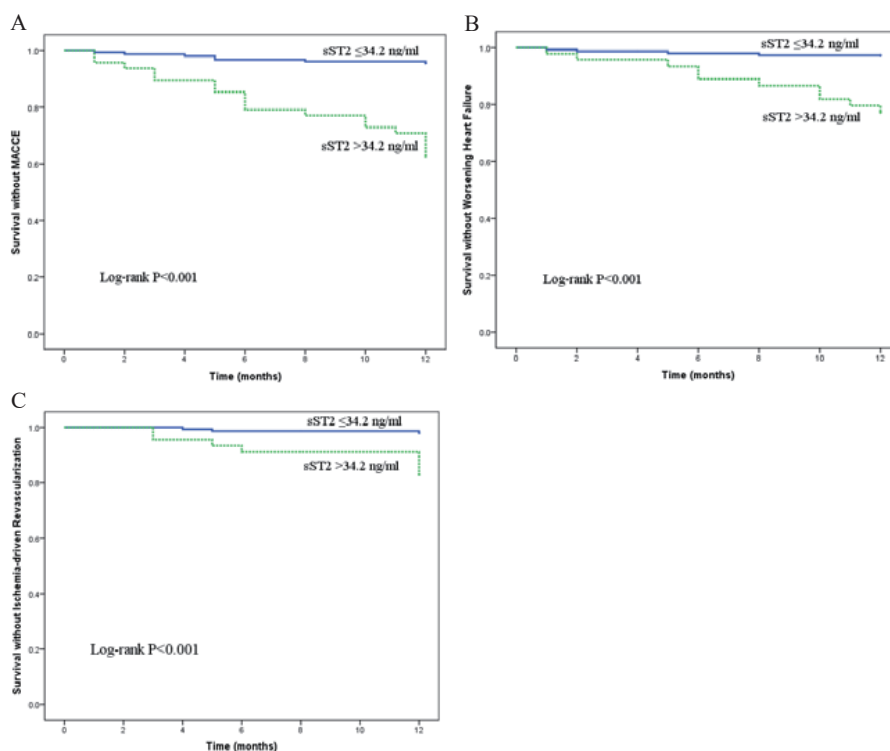 A
Survival without MACCE
1.0
0.8
0.6
0.4
0.2
0.0
sST2 ≤34.2 ng/ml
sST2 >34.2 ng/ml
Log-rank P<0.001
0 2 4 6 8 10 12
Time (months)
B
Survival without Worsening Heart Failure
1.0
0.8
0.6
0.4
0.2
0.0
sST2 ≤34.2 ng/ml
sST2 >34.2 ng/ml
Log-rank P<0.001
0 2 4 6 8 10 12
Time (months)
C
Survival without Ischemia-driven Revascularization
1.0
0.8
0.6
0.4
0.2
0.0
sST2 ≤34.2 ng/ml
sST2 >34.2 ng/ml
Log-rank P<0.001
0 2 4 6 8 10 12
Time (months)